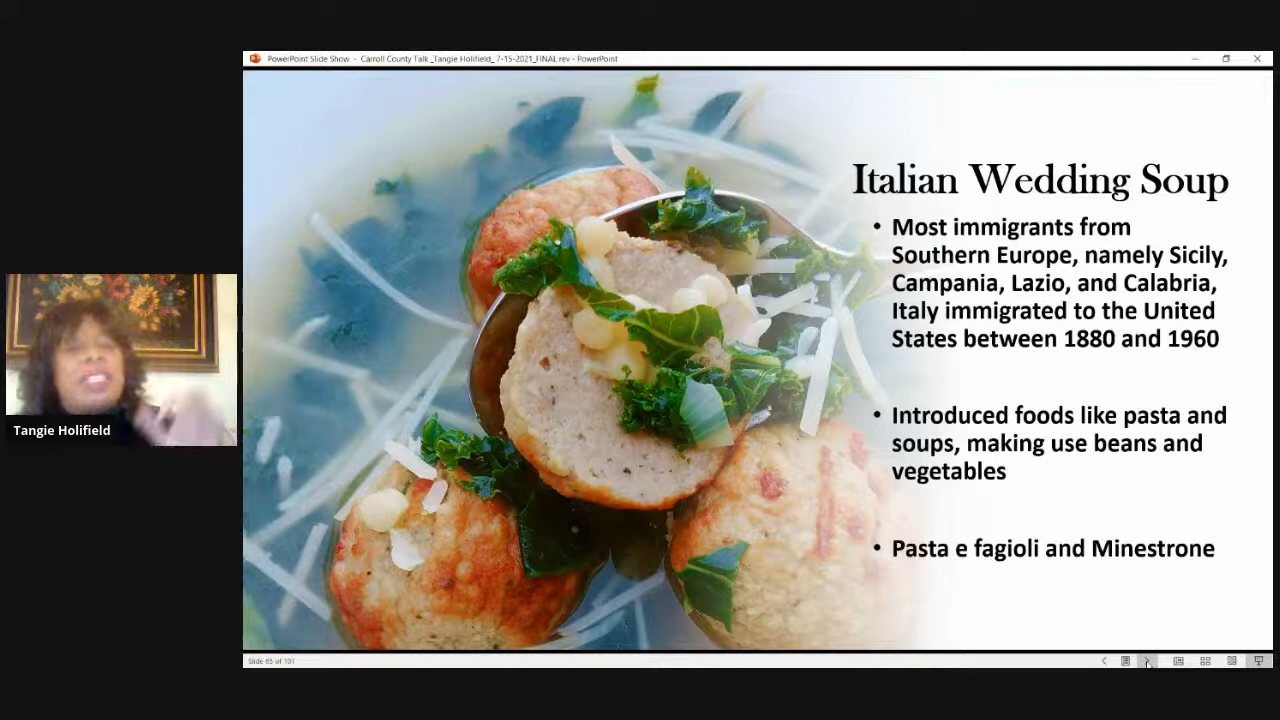 PowerPoint Slide Show - Carroll County Talk _Tangie Holifield_ 7-15-2021_FINAL rev - PowerPoint
Italian Wedding Soup
• Most immigrants from
Southern Europe, namely Sicily,
Campania, Lazio, and Calabria,
Italy immigrated to the United
States between 1880 and 1960
• Introduced foods like pasta and
soups, making use beans and
vegetables
• Pasta e fagioli and Minestrone
Tangie Holifield
Slide 65 of 101